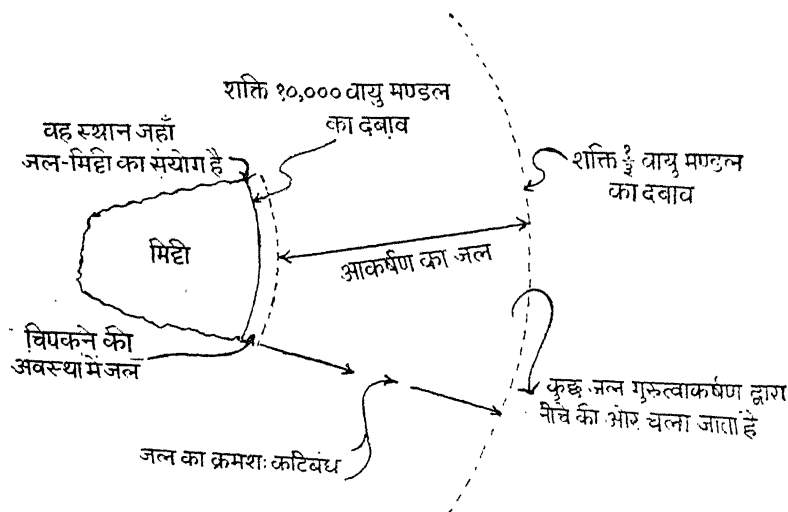 शक्ति १०,००० वायु मण्डल
का दबाव
वह स्थान जहाँ
जल-मिट्टी का संयोग है
शक्ति १/३ वायु मण्डल
का दबाव
मिट्टी
आकर्षण का जल
चिपकने की
अवस्था में जल
कुछ जल गुरुत्वाकर्षण द्वारा
नीचे की ओर चला जाता है
जल का क्रमशः कटिबंध